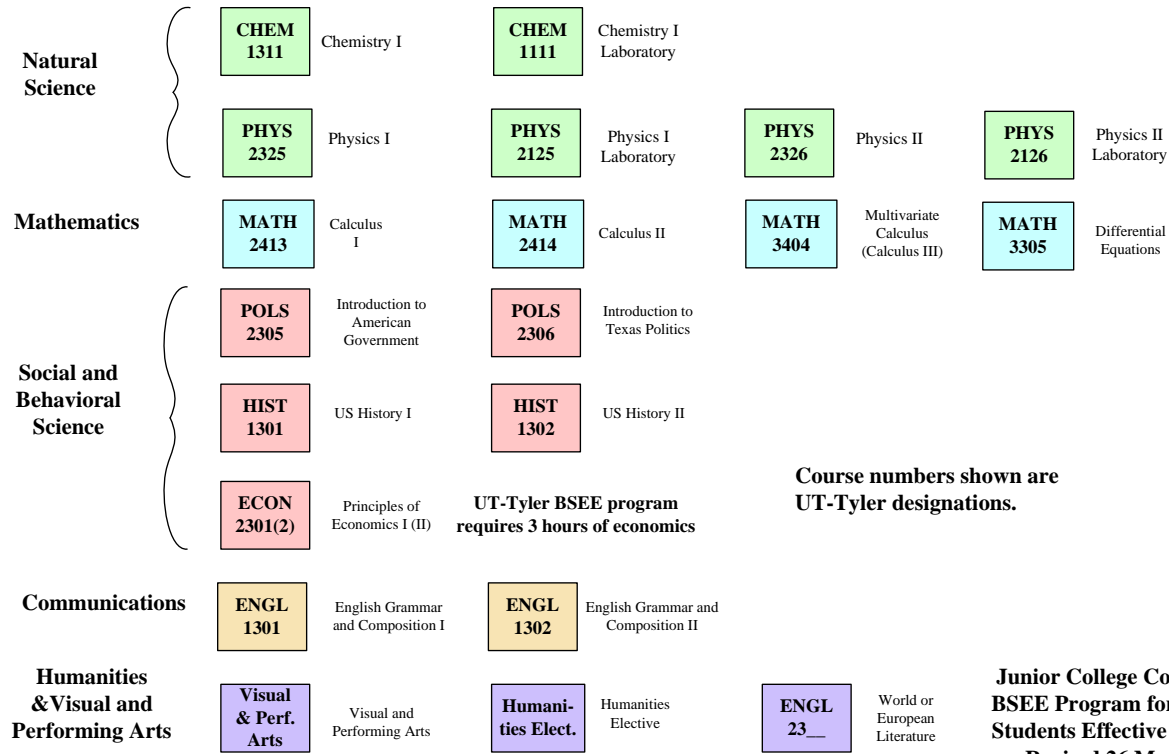 Natural
Science
CHEM
1311
Chemistry I
CHEM
1111
Chemistry I
Laboratory
PHYS
2325
Physics I
PHYS
2125
Physics I
Laboratory
PHYS
2326
Physics II
PHYS
2126
Physics II
Laboratory
Mathematics
MATH
2413
Calculus
I
MATH
2414
Calculus II
MATH
3404
Multivariate
Calculus
(Calculus III)
MATH
3305
Differential
Equations
Social and
Behavioral
Science
POLS
2305
Introduction to
American
Government
POLS
2306
Introduction to
Texas Politics
HIST
1301
US History I
HIST
1302
US History II
ECON
2301(2)
Principles of
Economics I (II)
UT-Tyler BSEE program
requires 3 hours of economics
Course numbers shown are
UT-Tyler designations.
Communications
ENGL
1301
English Grammar
and Composition I
ENGL
1302
English Grammar and
Composition II
Humanities
&Visual and
Performing Arts
Visual
& Perf.
Arts
Visual and
Performing Arts
Humani-
ties Elect.
Humanities
Elective
ENGL
23__
World or
European
Literature
Junior College Co
BSEE Program for
Students Effective